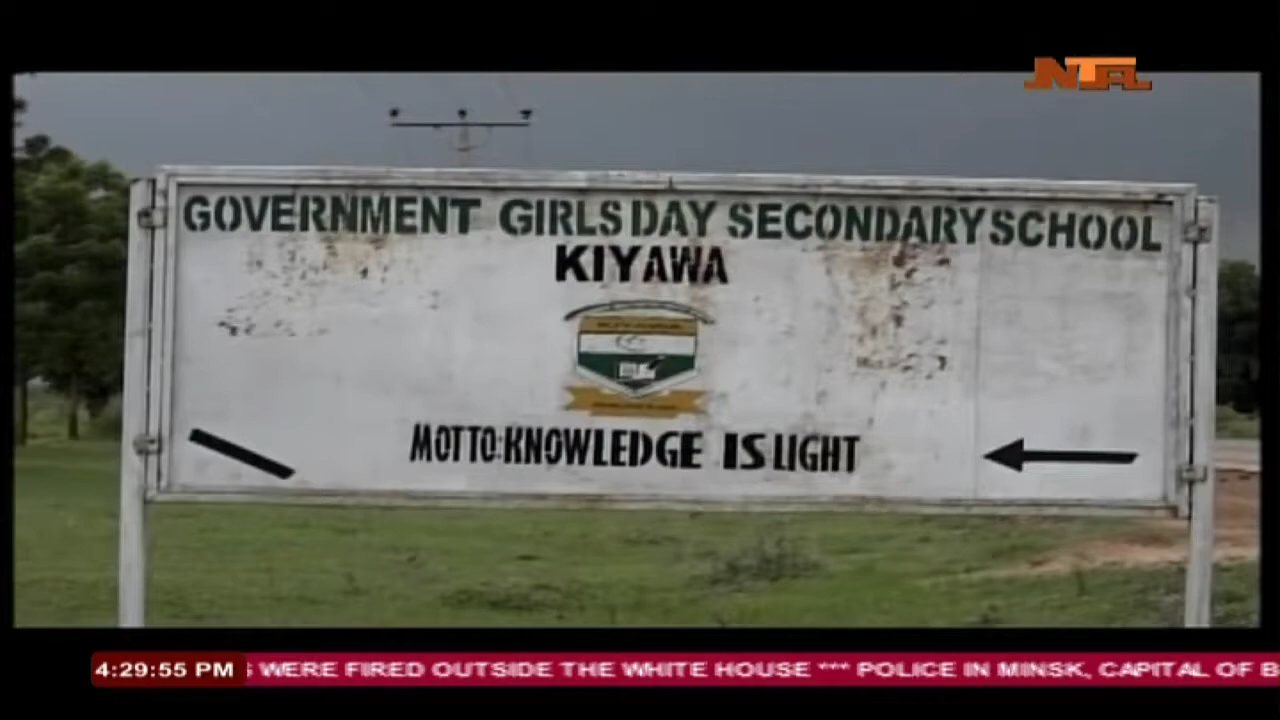 NTA
GOVERNMENT GIRLS DAY SECONDARY SCHOOL
KIYAWA
MOTTO: KNOWLEDGE IS LIGHT
4:29:55 PM S WERE FIRED OUTSIDE THE WHITE HOUSE *** POLICE IN MINSK, CAPITAL OF B